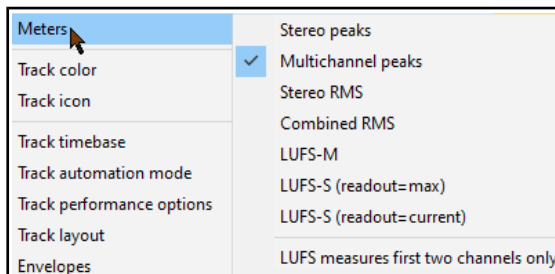 Meters
Track color
Track icon
Track timebase
Track automation mode
Track performance options
Track layout
Envelopes
Stereo peaks
Multichannel peaks
Stereo RMS
Combined RMS
LUFS-M
LUFS-S (readout=max)
LUFS-S (readout=current)
LUFS measures first two channels only